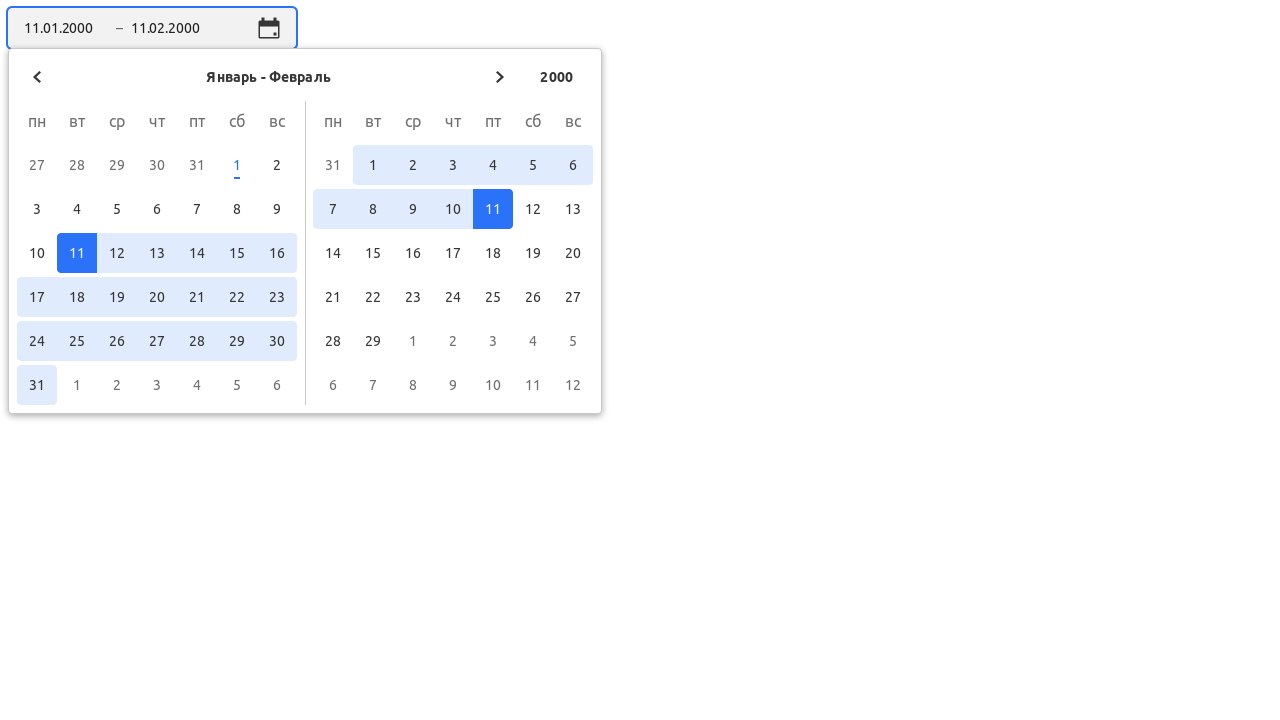 11.01.2000 – 11.02.2000
Январь - Февраль 2000
пн вт ср чт пт сб вс
27 28 29 30 31 1 2
3 4 5 6 7 8 9
10 11 12 13 14 15 16
17 18 19 20 21 22 23
24 25 26 27 28 29 30
31 1 2 3 4 5 6
пн вт ср чт пт сб вс
31 1 2 3 4 5 6
7 8 9 10 11 12 13
14 15 16 17 18 19 20
21 22 23 24 25 26 27
28 29 1 2 3 4 5
6 7 8 9 10 11 12